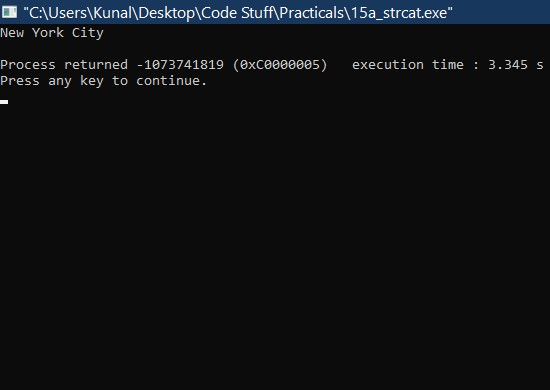 "C:\Users\Kunal\Desktop\Code Stuff\Practicals\15a_strcat.exe"
New York City
Process returned -1073741819 (0xC0000005)   execution time : 3.345 s
Press any key to continue.